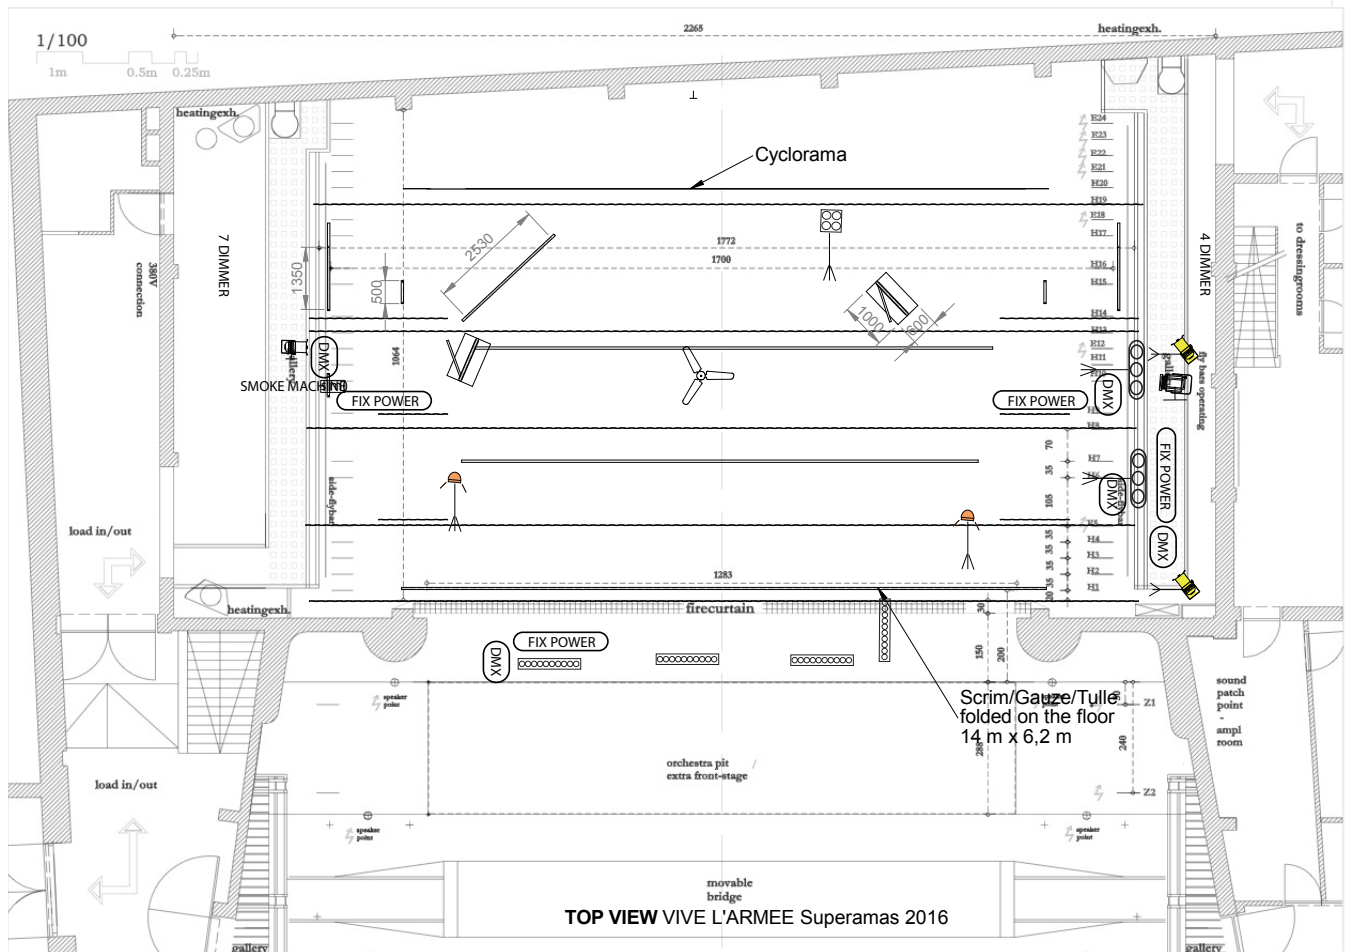 2265
heatingexh.
1/100
1m 0.5m 0.25m
heatingexh.
E24
E23
E22
E21
H20
H19
E18
H17
H16
H15
H14
H13
E12
H11
H8
H7
H6
H4
H3
H2
H1
Cyclorama
7 DIMMER
4 DIMMER
380V
connection
to dressingrooms
2530
1772
1700
1350
500
1000
600
1064
DMX
SMOKE MACHINE
FIX POWER
FIX POWER
DMX
fly bars operating
FIX POWER
DMX
DMX
side-flybar
70
35
105
35
35
35
35
20
load in/out
1283
heatingexh.
firecurtain
30
FIX POWER
DMX
150
200
speaker
point
Scrim/Gauze/Tulle
folded on the floor
14 m x 6,2 m
Z1
240
288
Z2
sound
patch
point
-
ampl
room
orchestra pit
extra front-stage
load in/out
speaker
point
speaker
point
movable
bridge
TOP VIEW VIVE L'ARMEE Superamas 2016
gallery
gallery